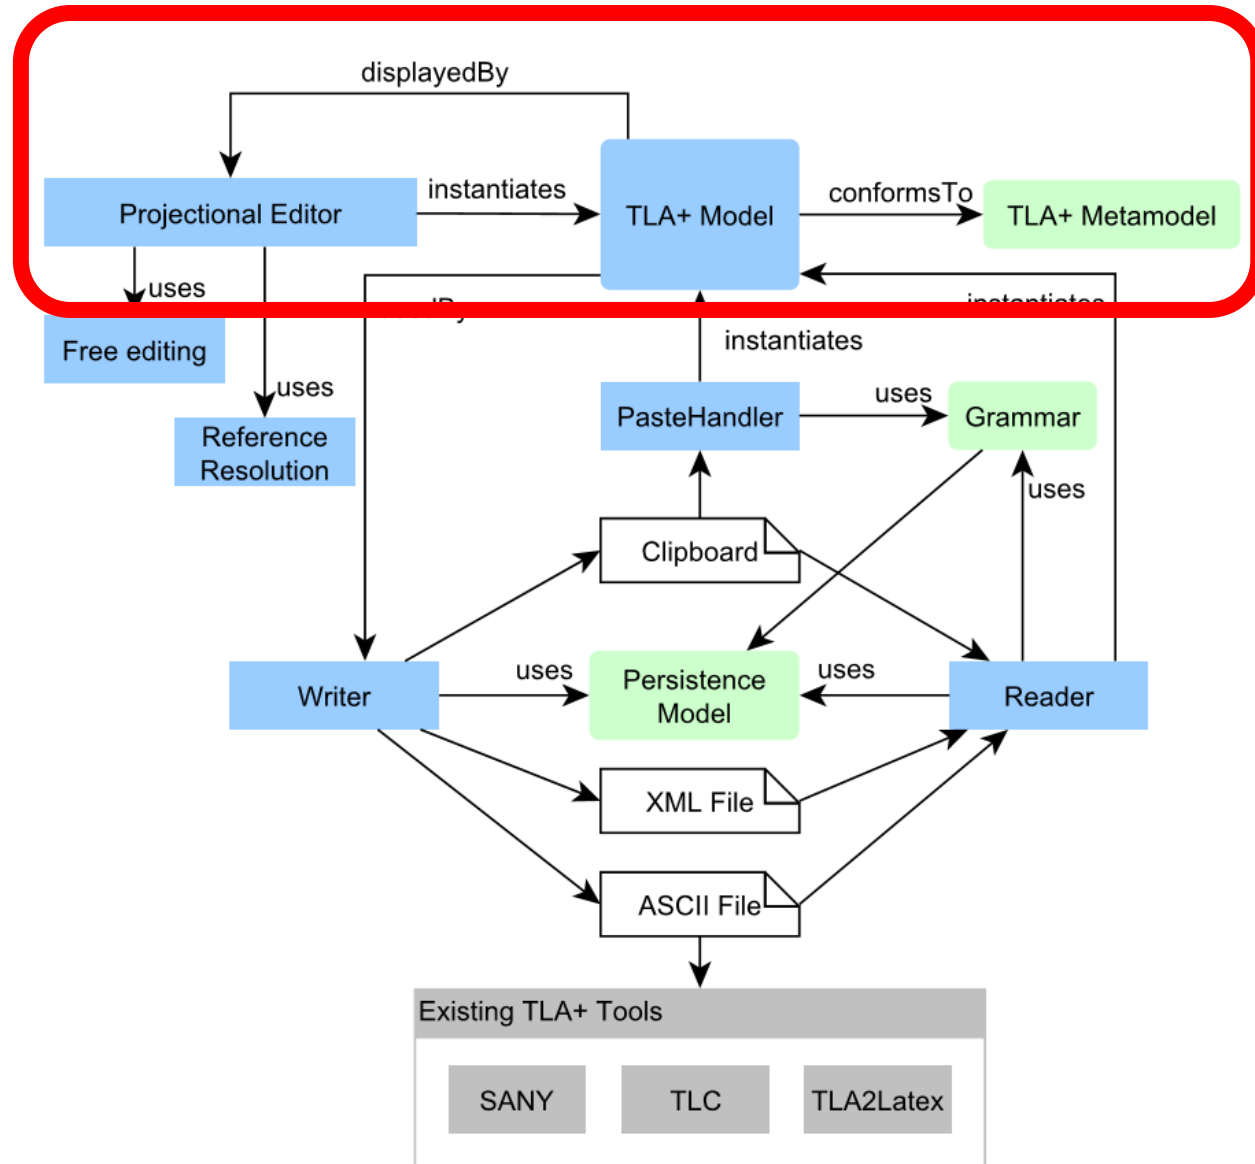 displayedBy
Projectional Editor
instantiates
TLA+ Model
conformsTo
TLA+ Metamodel
uses
Free editing
instantiates
uses
Reference
Resolution
PasteHandler
uses
Grammar
uses
Clipboard
Writer
uses
Persistence
Model
uses
Reader
XML File
ASCII File
Existing TLA+ Tools
SANY
TLC
TLA2Latex